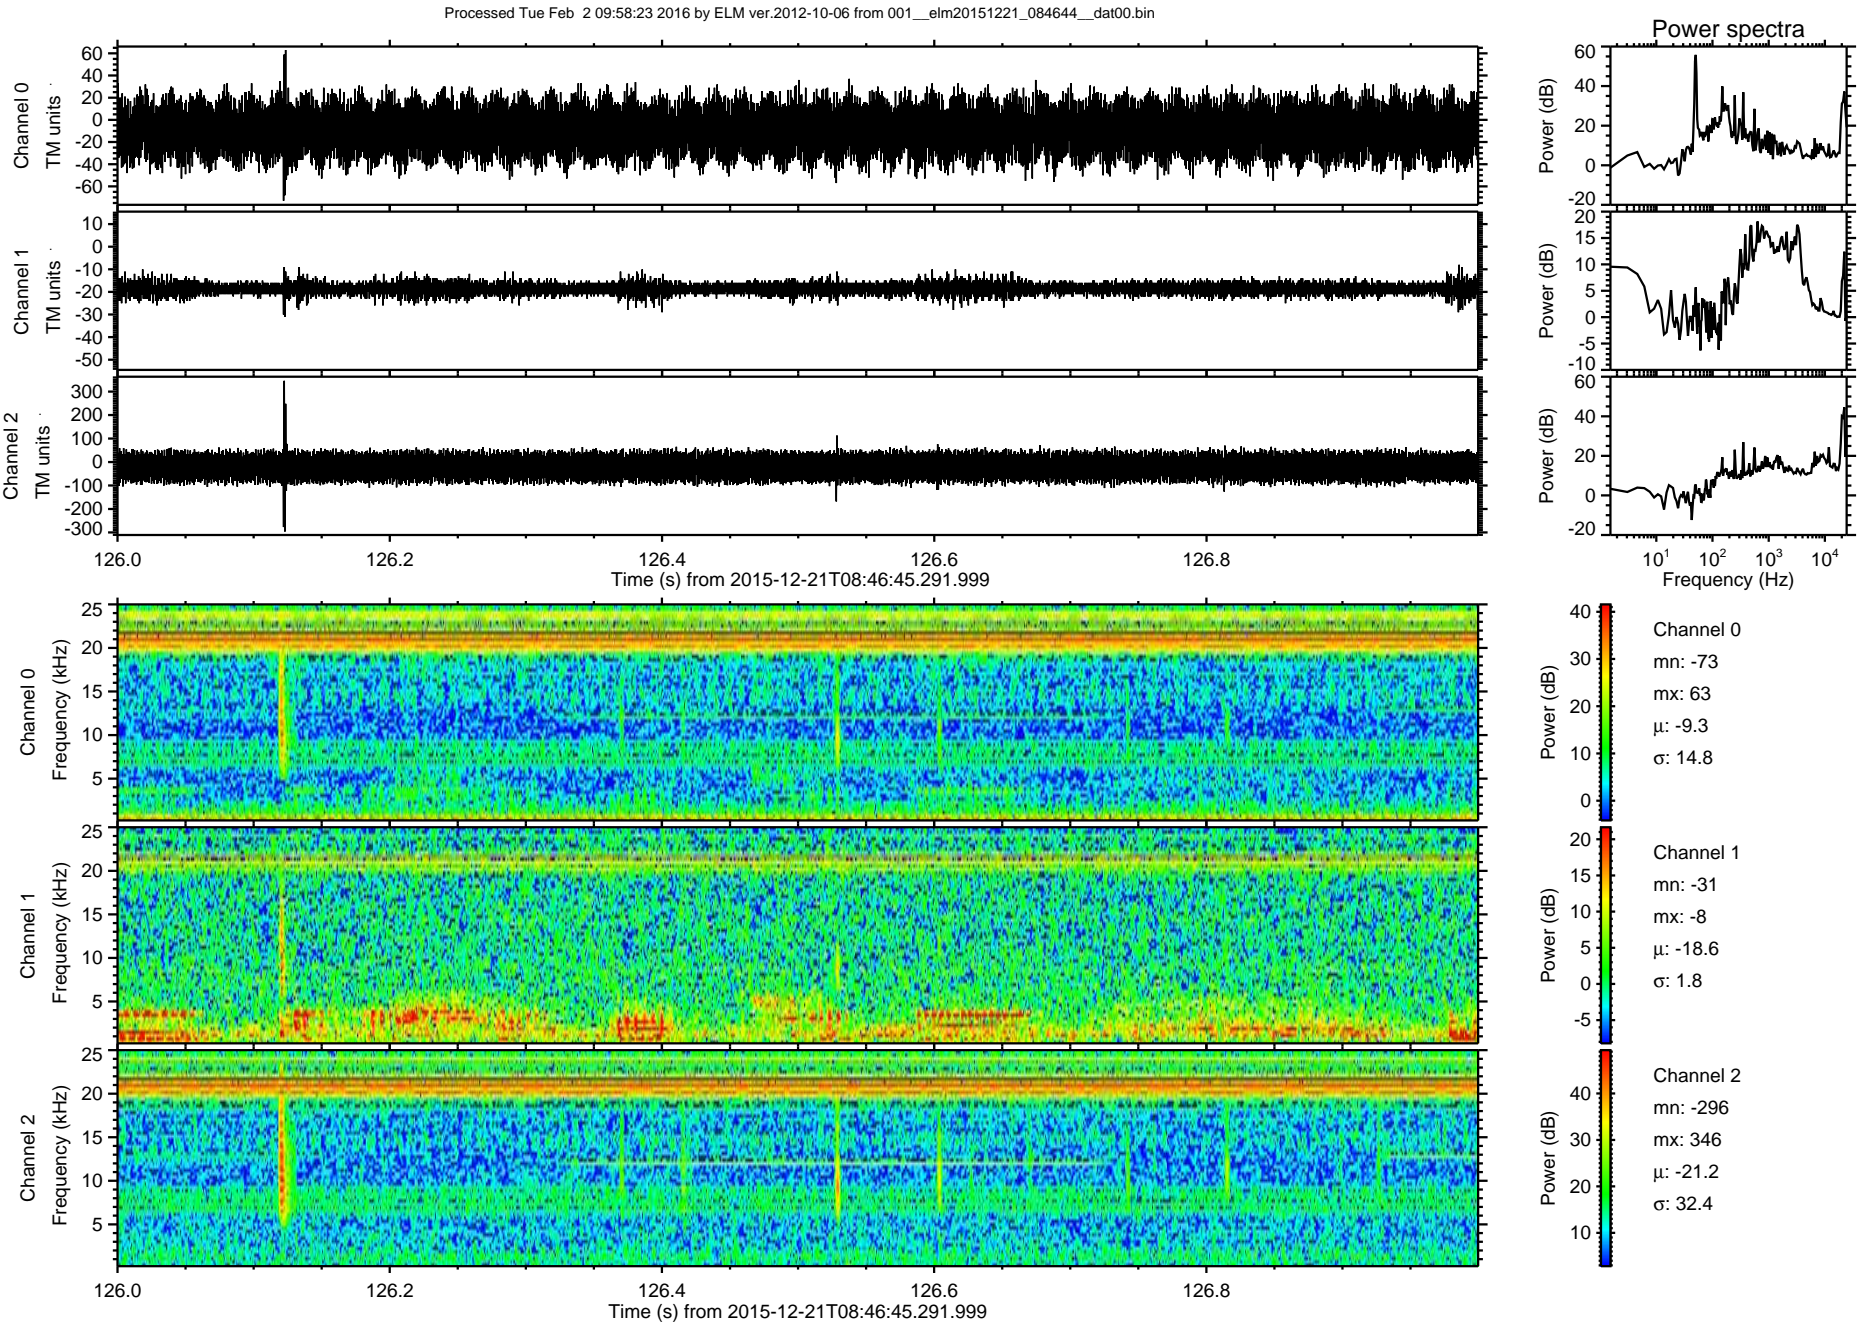 Processed Tue Feb 2 09:58:23 2016 by ELM ver.2012-10-06 from 001__elm20151221_084644__dat00.bin
Power spectra
Channel 0
TM units
60
40
20
0
-20
-40
-60
Power (dB)
60
40
20
0
-20
Channel 1
TM units
10
0
-10
-20
-30
-40
-50
Power (dB)
20
15
10
5
0
-5
-10
Channel 2
TM units
300
200
100
0
-100
-200
-300
Power (dB)
60
40
20
0
-20
126.0 126.2 126.4 126.6 126.8
Time (s) from 2015-12-21T08:46:45.291.999
10¹ 10² 10³ 10⁴
Frequency (Hz)
Channel 0
Frequency (kHz)
25
20
15
10
5
Power (dB)
40
30
20
10
0
Channel 0
mn: -73
mx: 63
μ: -9.3
σ: 14.8
Channel 1
Frequency (kHz)
25
20
15
10
5
Power (dB)
20
15
10
5
0
-5
Channel 1
mn: -31
mx: -8
μ: -18.6
σ: 1.8
Channel 2
Frequency (kHz)
25
20
15
10
5
Power (dB)
40
30
20
10
Channel 2
mn: -296
mx: 346
μ: -21.2
σ: 32.4
126.0 126.2 126.4 126.6 126.8
Time (s) from 2015-12-21T08:46:45.291.999